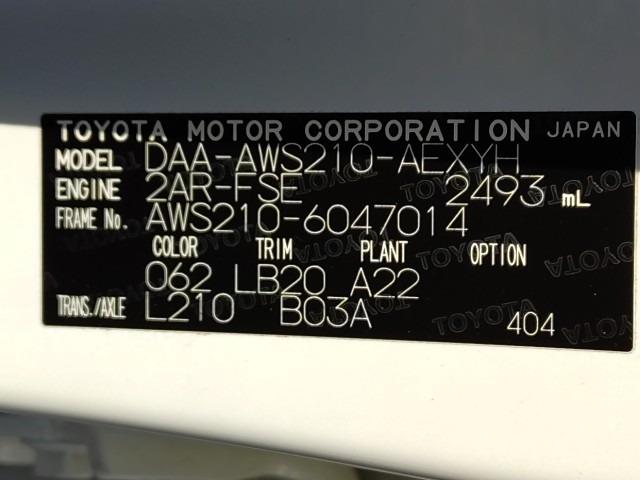 TOYOTA MOTOR CORPORATION JAPAN
MODEL DAA-AWS210-AEXYH
ENGINE 2AR-FSE 2493 mL
FRAME No. AWS210-6047014
COLOR TRIM PLANT OPTION
062 LB20 A22
TRANS./AXLE L210 B03A
404